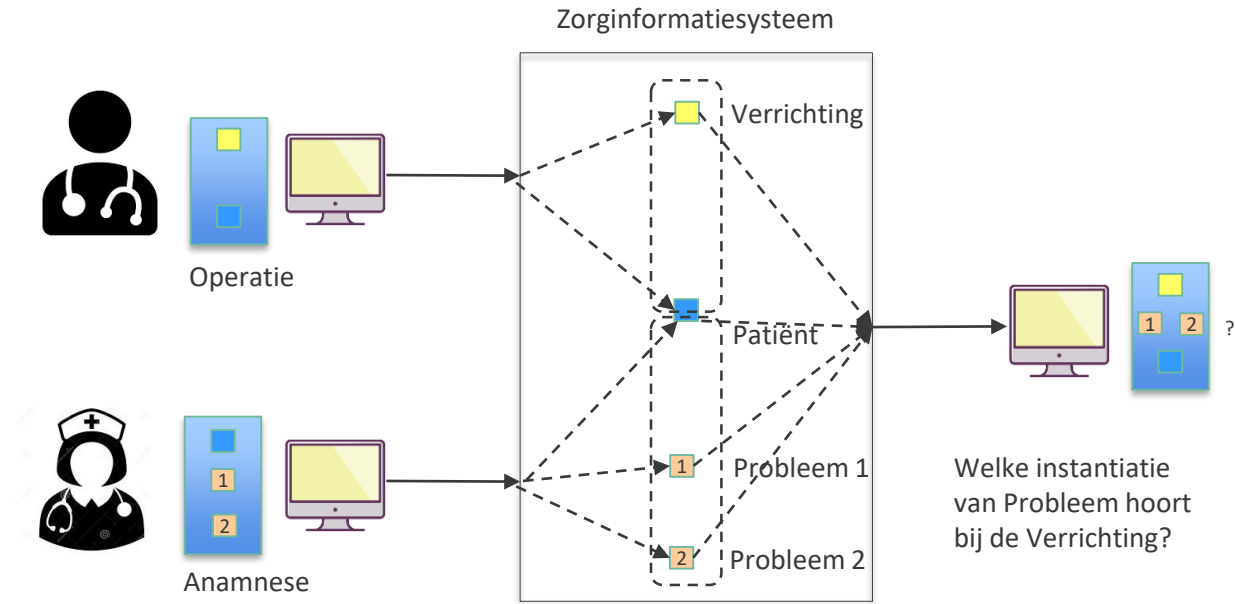 Zorginformatiesysteem
Verrichting
Operatie
Patiënt
1
2
?
1
2
Anamnese
1
Probleem 1
2
Probleem 2
Welke instantiatie
van Probleem hoort
bij de Verrichting?